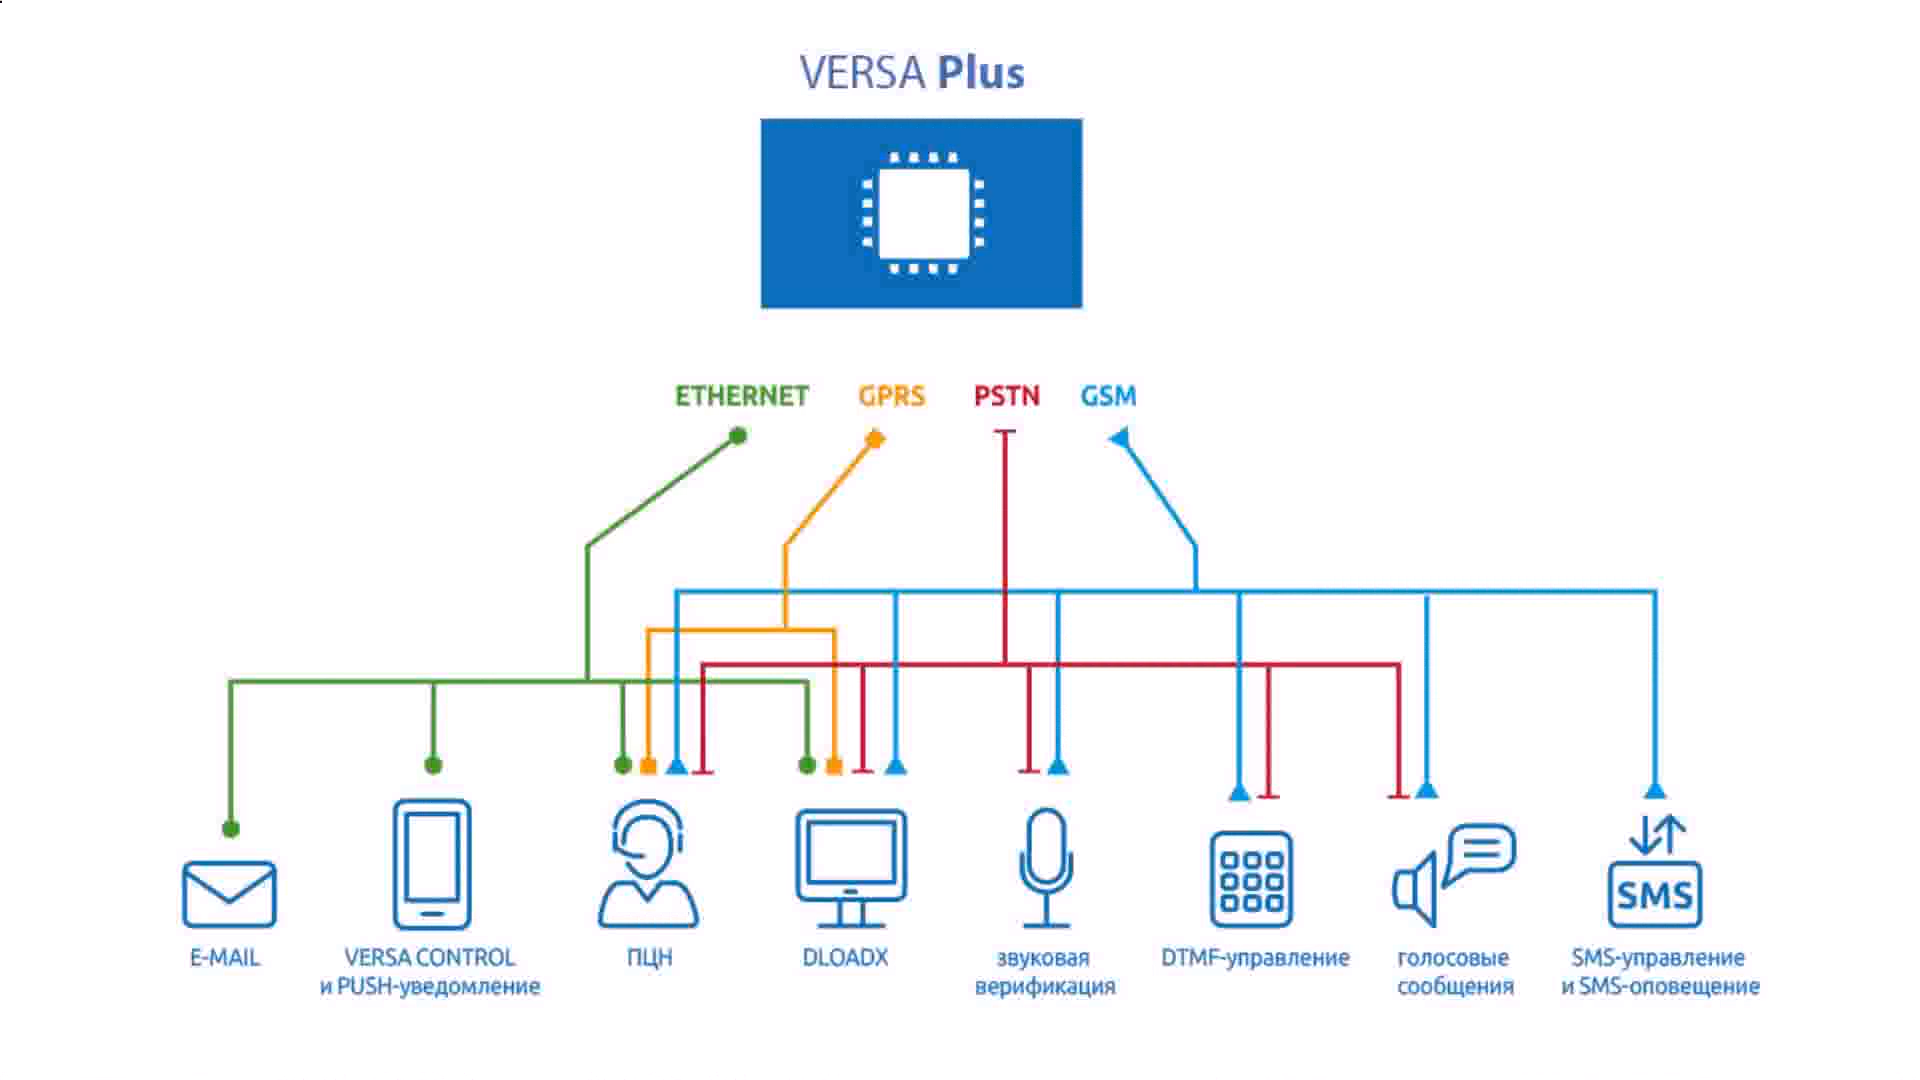 VERSA Plus
ETHERNET GPRS PSTN GSM
E-MAIL
VERSA CONTROL
и PUSH-уведомление
ПЦН
DLOADX
звуковая
верификация
DTMF-управление
голосовые
сообщения
SMS
SMS-управление
и SMS-оповещение